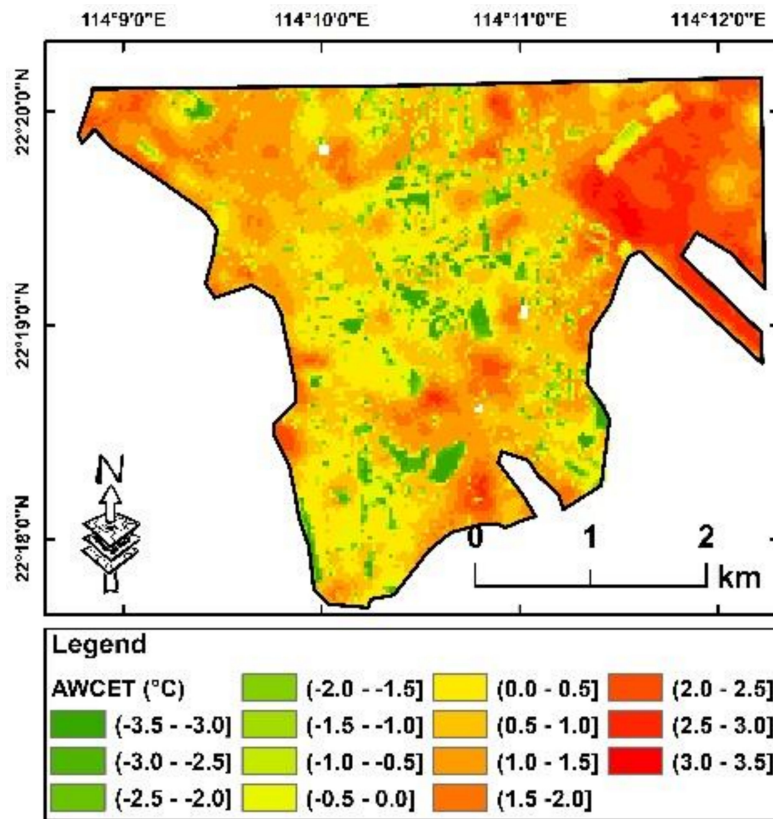 114°9'0"E 114°10'0"E 114°11'0"E 114°12'0"E
22°20'0"N
22°19'0"N
22°18'0"N
N
0 1 2
km
Legend
AWCET (°C)
(-3.5 - -3.0]
(-3.0 - -2.5]
(-2.5 - -2.0]
(-2.0 - -1.5]
(-1.5 - -1.0]
(-1.0 - -0.5]
(-0.5 - 0.0]
(0.0 - 0.5]
(0.5 - 1.0]
(1.0 - 1.5]
(1.5 -2.0]
(2.0 - 2.5]
(2.5 - 3.0]
(3.0 - 3.5]